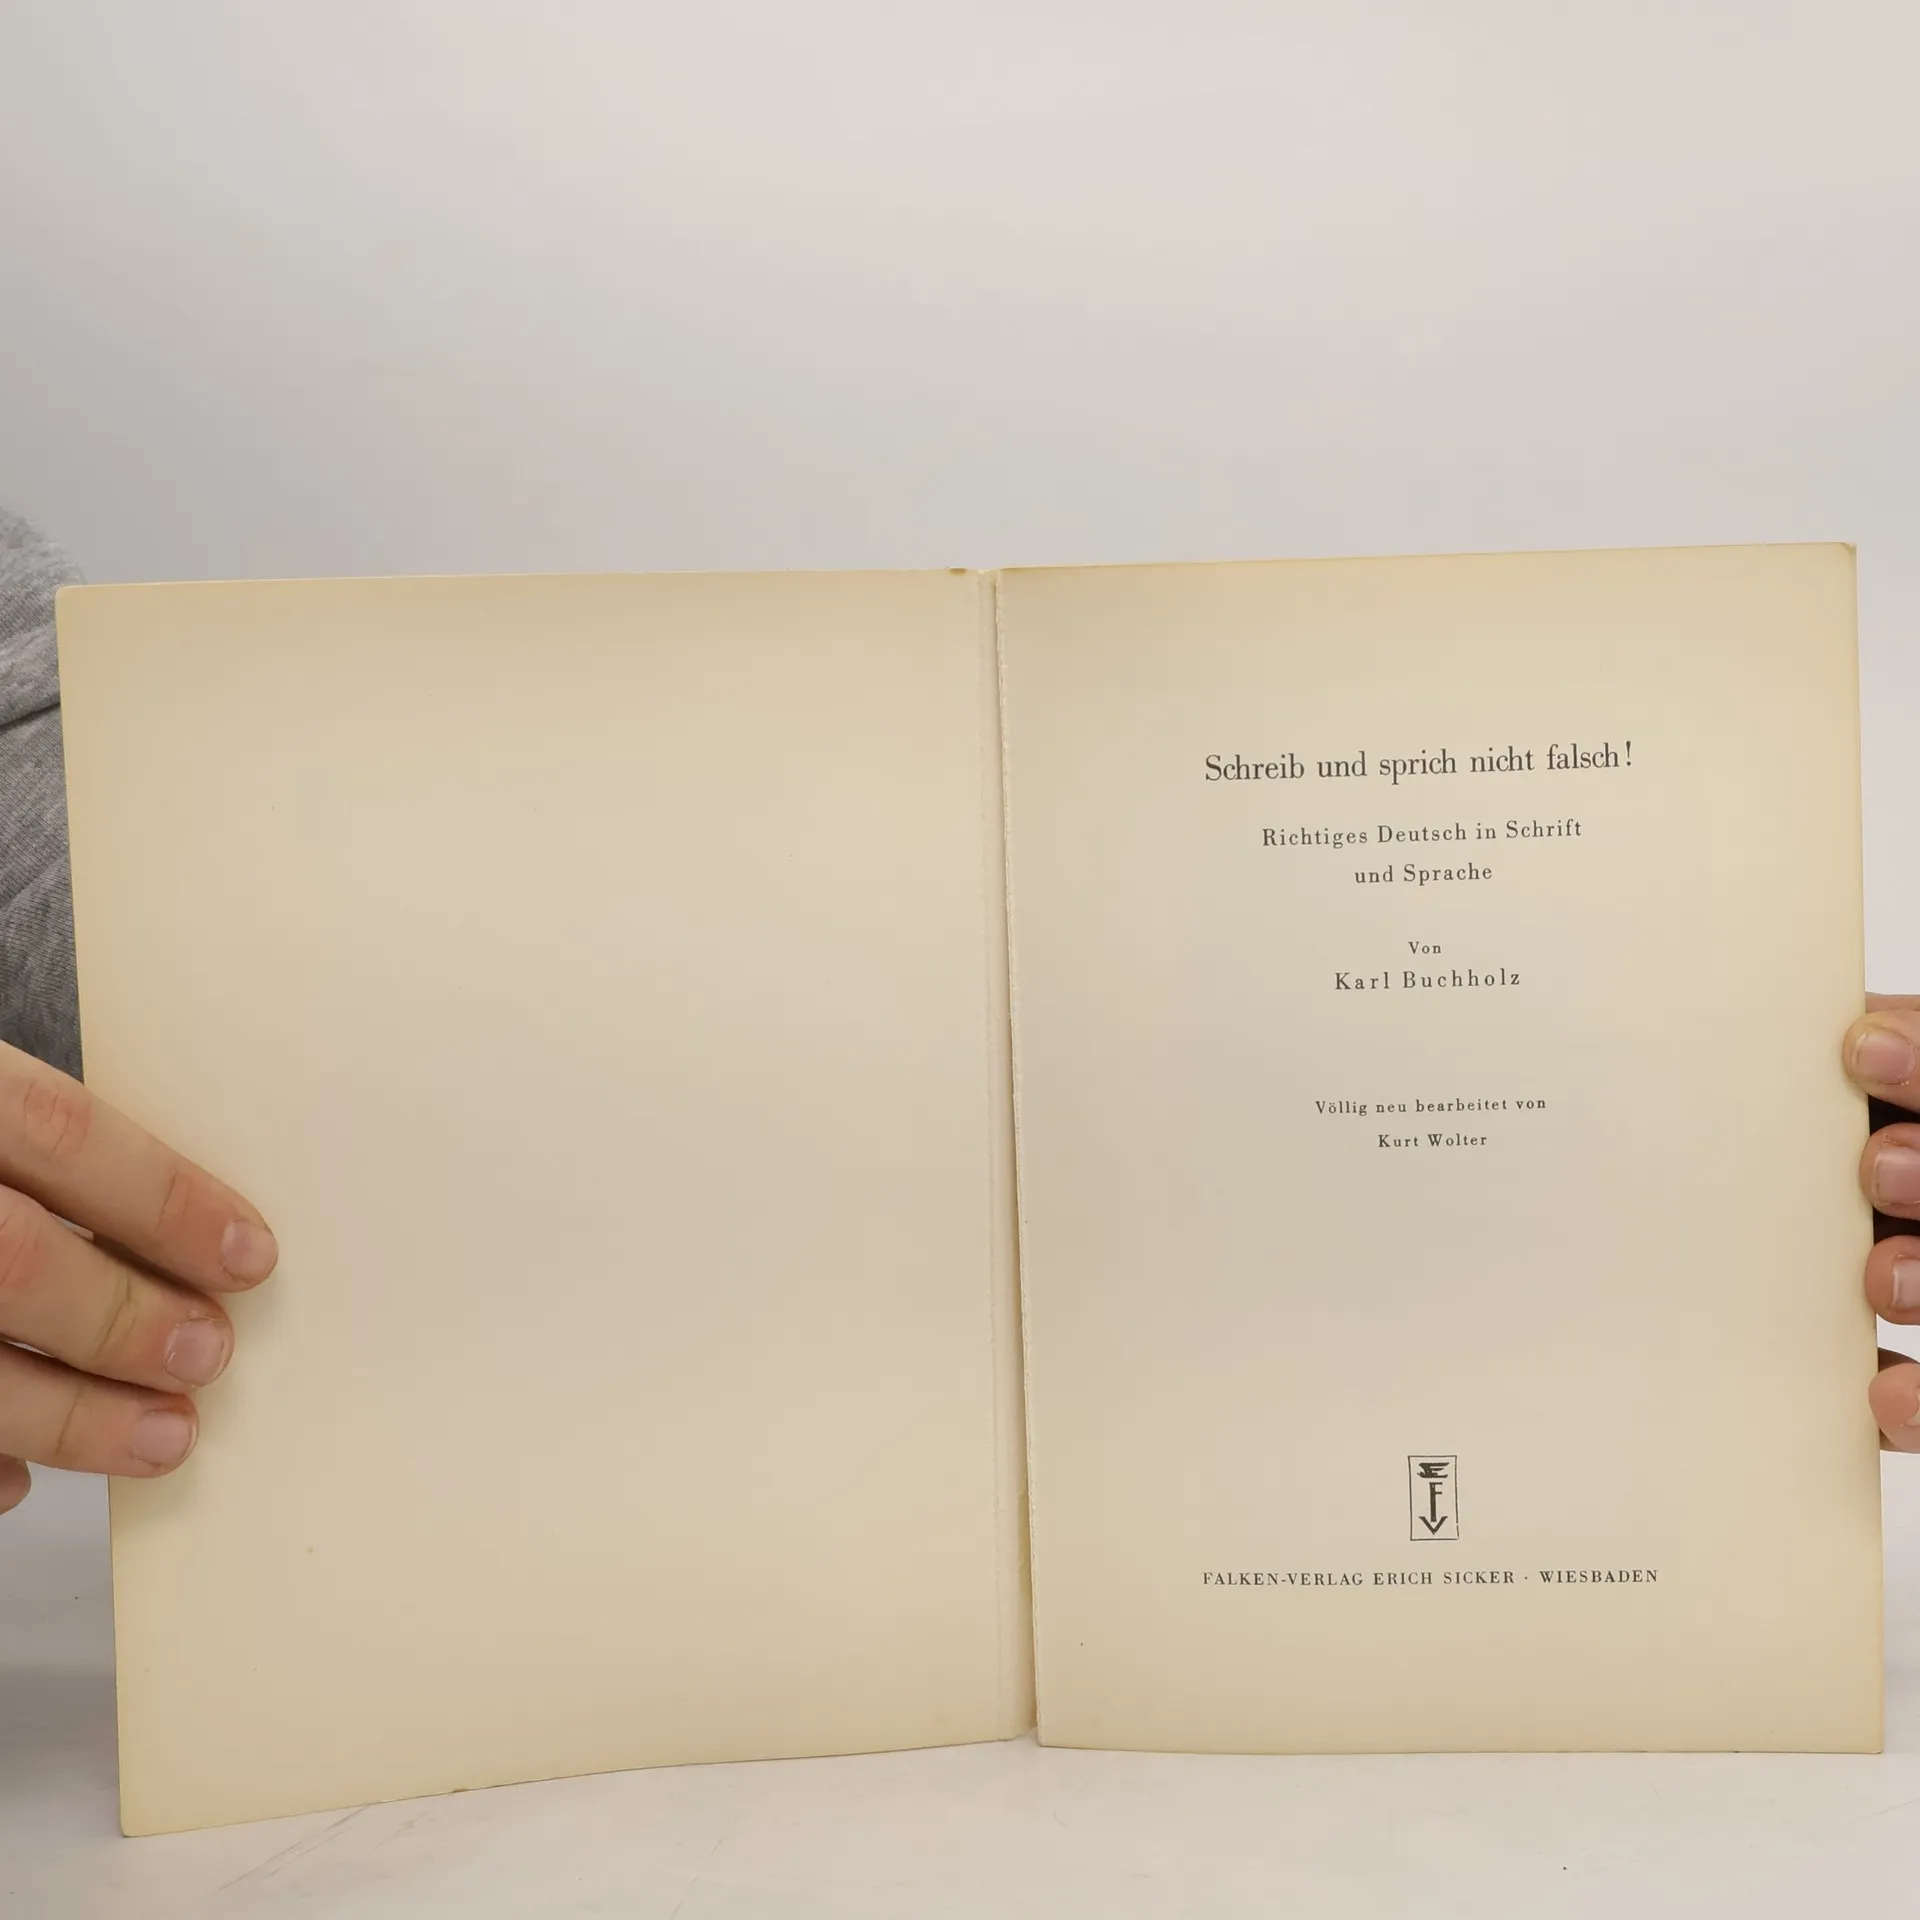 Schreib und sprich nicht falsch!
Richtiges Deutsch in Schrift
und Sprache
Von
Karl Buchholz
Völlig neu bearbeitet von
Kurt Wolter
FV
FALKEN-VERLAG ERICH SICKER · WIESBADEN